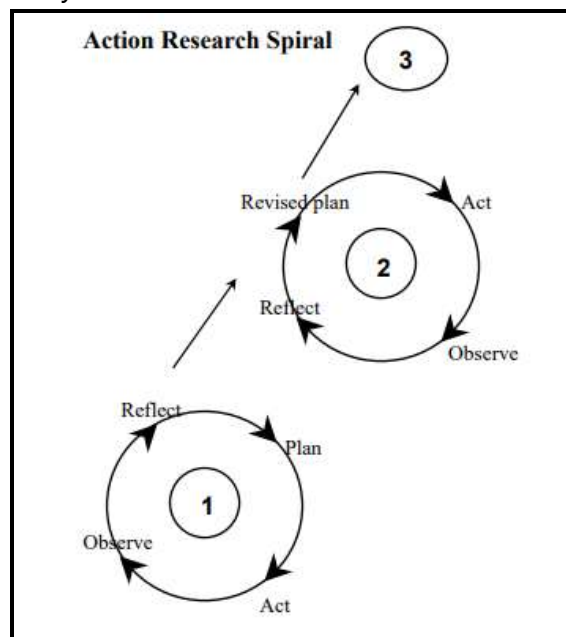 Action Research Spiral
3
Revised plan
Act
2
Reflect
Observe
Reflect
Plan
1
Observe
Act